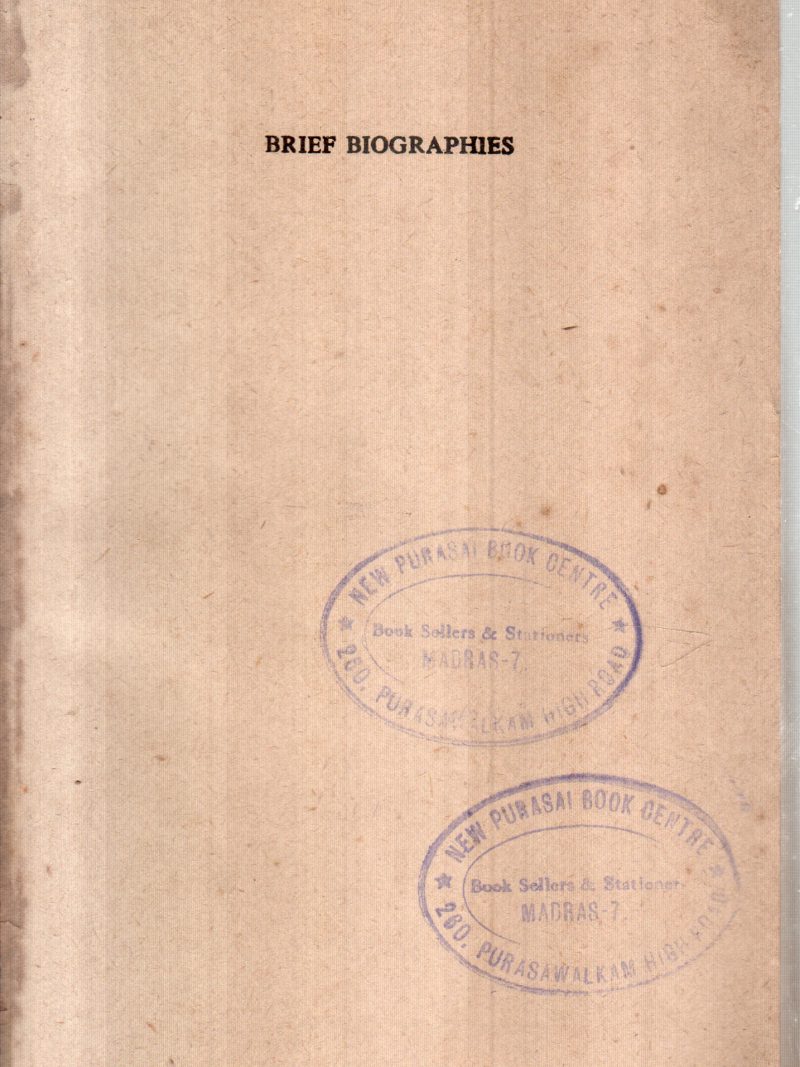 BRIEF BIOGRAPHIES
★ NEW PURASAI BOOK CENTRE ★
Book Sellers & Stationers
MADRAS-7.
260, PURASAWALKAM HIGH ROAD
★ NEW PURASAI BOOK CENTRE ★
Book Sellers & Stationers
MADRAS-7.
260, PURASAWALKAM HIGH ROAD